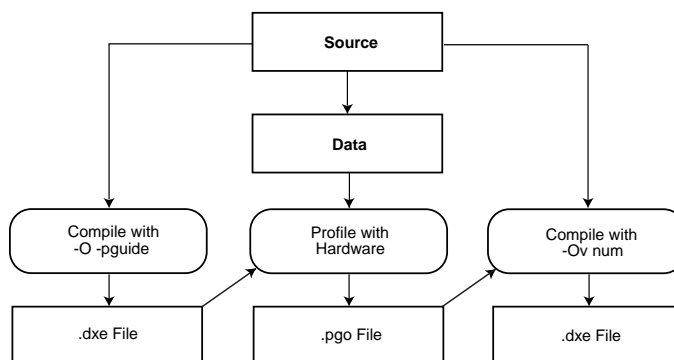 Source
Data
Compile with
-O -pguide
Profile with
Hardware
Compile with
-Ov num
.dxe File
.pgo File
.dxe File